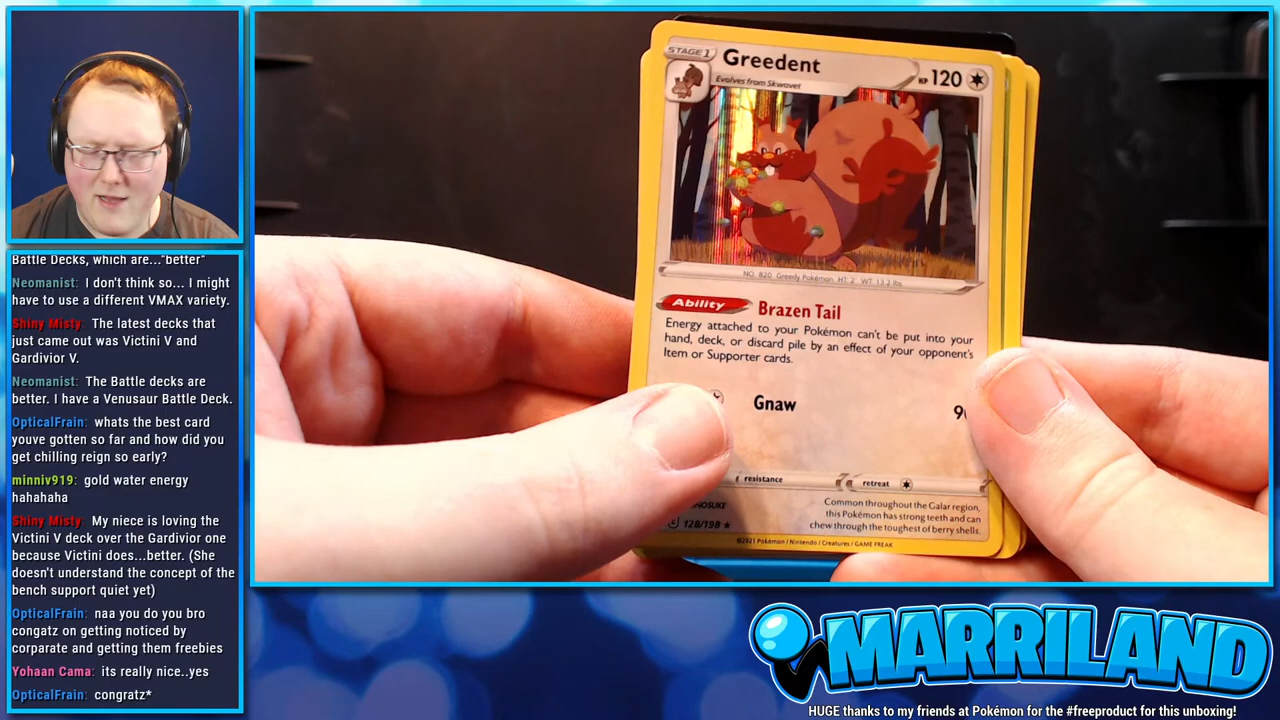 Battle Decks, which are..."better"
Neomanist: I don't think so... I might
have to use a different VMAX variety.
Shiny Misty: The latest decks that
just came out was Victini V and
Gardivior V.
Neomanist: The Battle decks are
better. I have a Venusaur Battle Deck.
OpticalFrain: whats the best card
youve gotten so far and how did you
get chilling reign so early?
minniv919: gold water energy
hahahaha
Shiny Misty: My niece is loving the
Victini V deck over the Gardivior one
because Victini does...better. (She
doesn't understand the concept of the
bench support quiet yet)
OpticalFrain: naa you do you bro
congatz on getting noticed by
corparate and getting them freebies
Yohaan Cama: its really nice..yes
OpticalFrain: congratz*
STAGE 1
Greedent
HP 120
Evolves from Skwovet
NO. 820 Greedy Pokémon HT: 2' WT: 13.2 lbs
Ability Brazen Tail
Energy attached to your Pokémon can't be put into your
hand, deck, or discard pile by an effect of your opponent's
Item or Supporter cards.
Gnaw
resistance
retreat
128/198
Common throughout the Galar region,
this Pokémon has strong teeth and can
chew through the toughest of berry shells.
©2021 Pokémon / Nintendo / Creatures / GAME FREAK
MARRILAND
HUGE thanks to my friends at Pokémon for the #freeproduct for this unboxing!